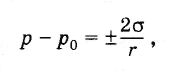 p − p₀ = ± 2σ/r ,